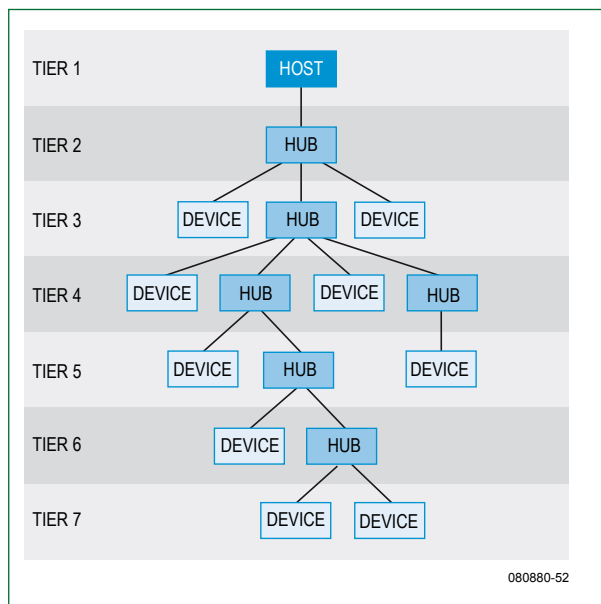 TIER 1 HOST
TIER 2 HUB
TIER 3 DEVICE HUB DEVICE
TIER 4 DEVICE HUB DEVICE HUB
TIER 5 DEVICE HUB DEVICE
TIER 6 DEVICE HUB
TIER 7 DEVICE DEVICE
080880-52